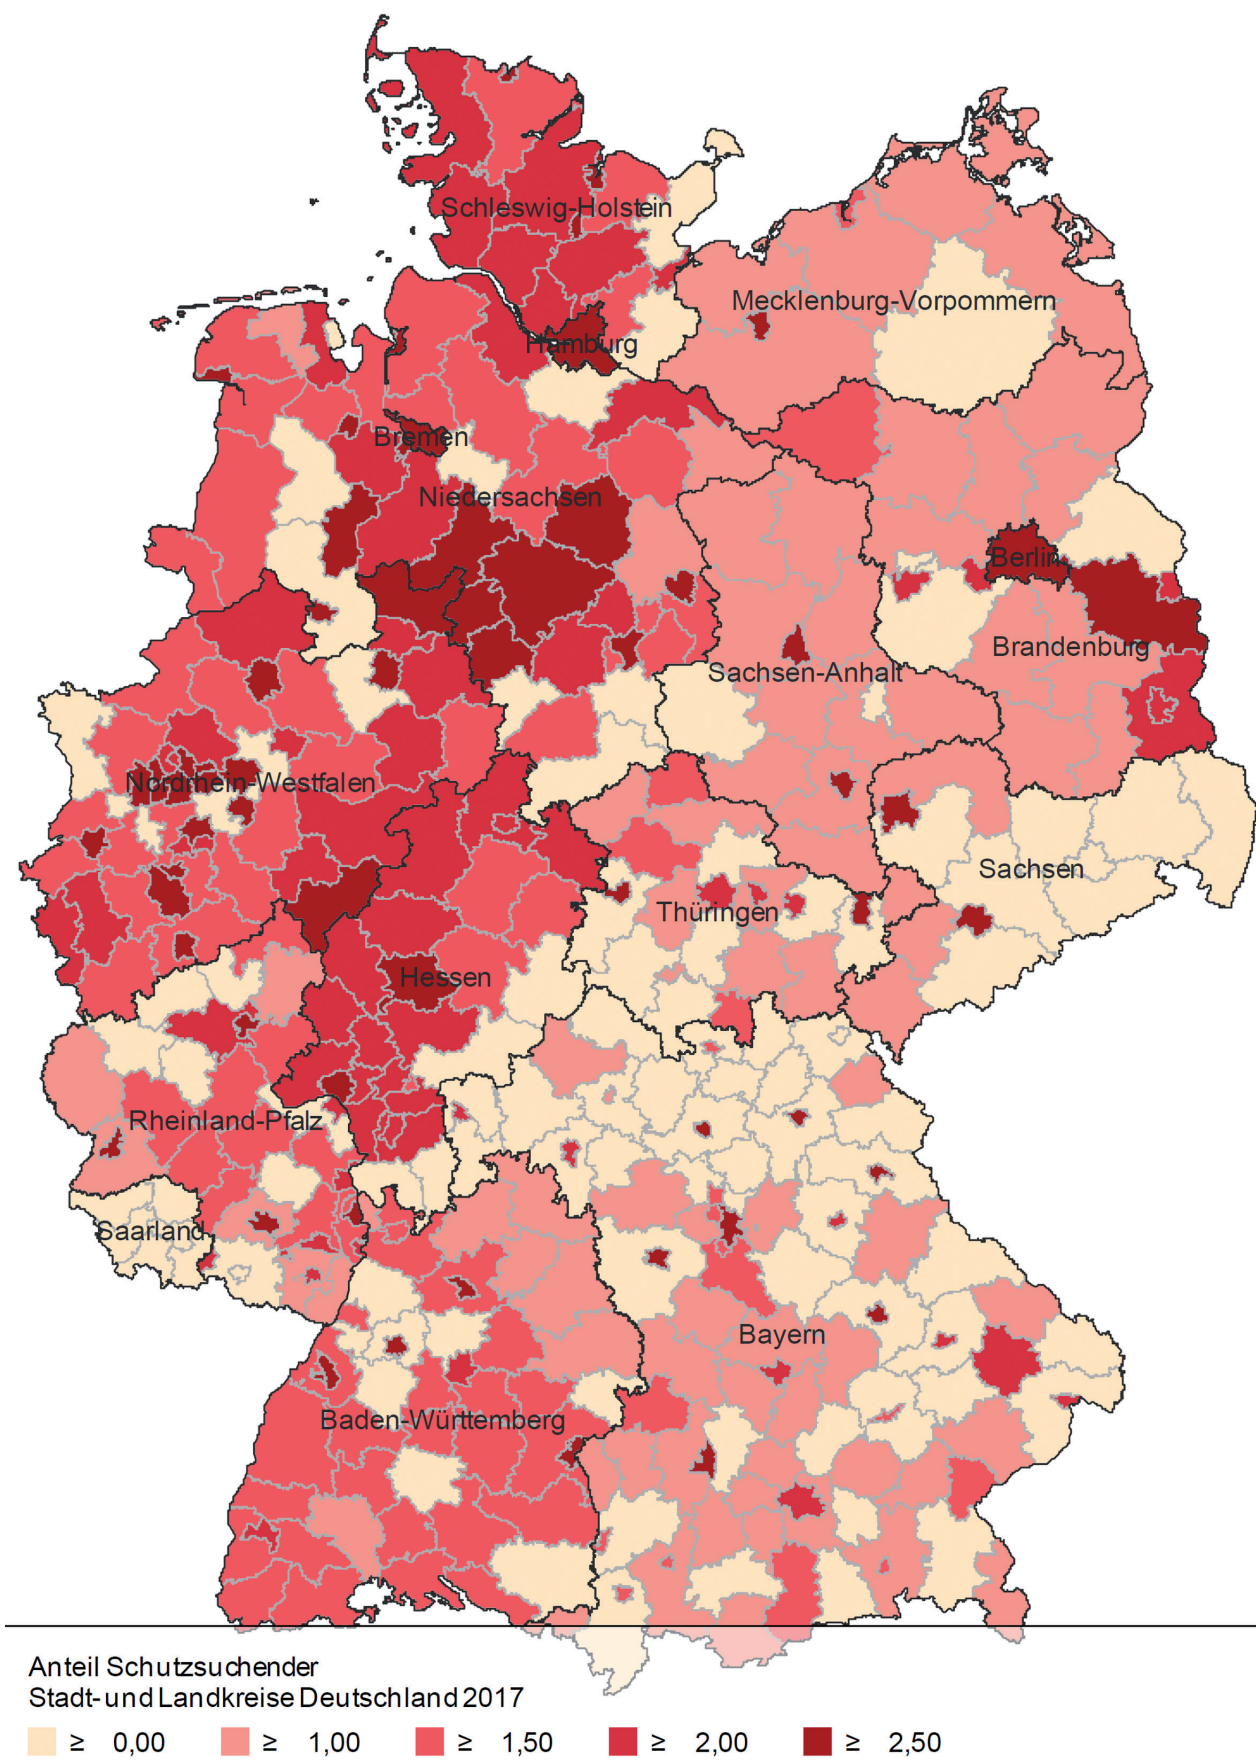 Schleswig-Holstein
Mecklenburg-Vorpommern
Hamburg
Bremen
Niedersachsen
Berlin
Brandenburg
Sachsen-Anhalt
Nordrhein-Westfalen
Sachsen
Thüringen
Hessen
Rheinland-Pfalz
Saarland
Bayern
Baden-Württemberg
Anteil Schutzsuchender
Stadt- und Landkreise Deutschland 2017
≥ 0,00 ≥ 1,00 ≥ 1,50 ≥ 2,00 ≥ 2,50